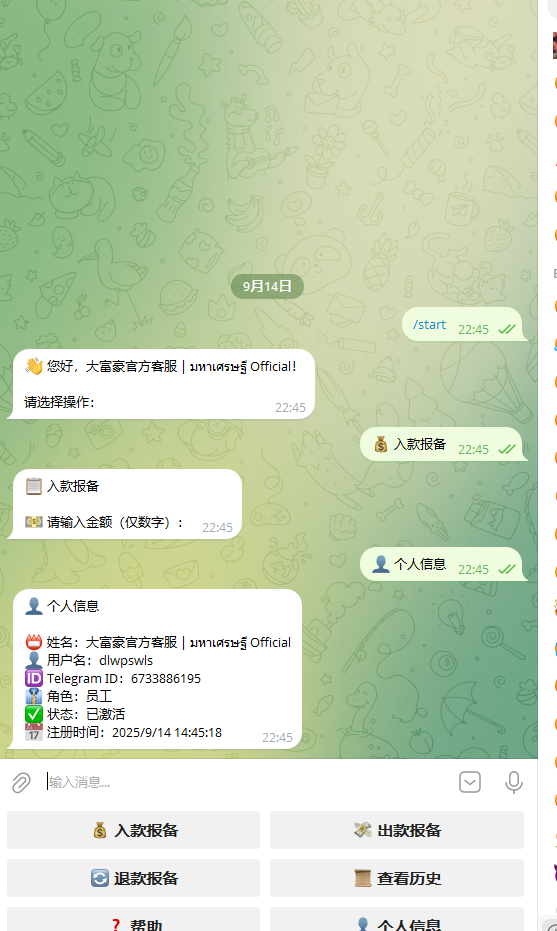 9月14日
/start 22:45
👋 您好，大富豪官方客服 | มหาเศรษฐี Official!
请选择操作：
22:45
💰 入款报备 22:45
📋 入款报备
💵 请输入金额（仅数字）： 22:45
👤 个人信息 22:45
👤 个人信息
📛 姓名：大富豪官方客服 | มหาเศรษฐี Official
👤 用户名：dlwpswls
🆔 Telegram ID：6733886195
👔 角色：员工
✅ 状态：已激活
📅 注册时间：2025/9/14 14:45:18 22:45
输入消息...
💰 入款报备 💸 出款报备
🔄 退款报备 📜 查看历史
❓ 帮助 👤 个人信息